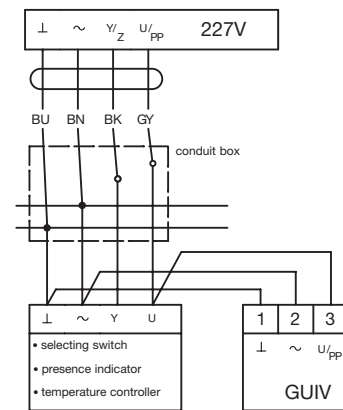 ⊥ ~ Y/Z U/PP 227V
BU BN BK GY
conduit box
⊥ ~ Y U
1 2 3
• selecting switch
• presence indicator
• temperature controller
⊥ ~ U/PP
GUIV